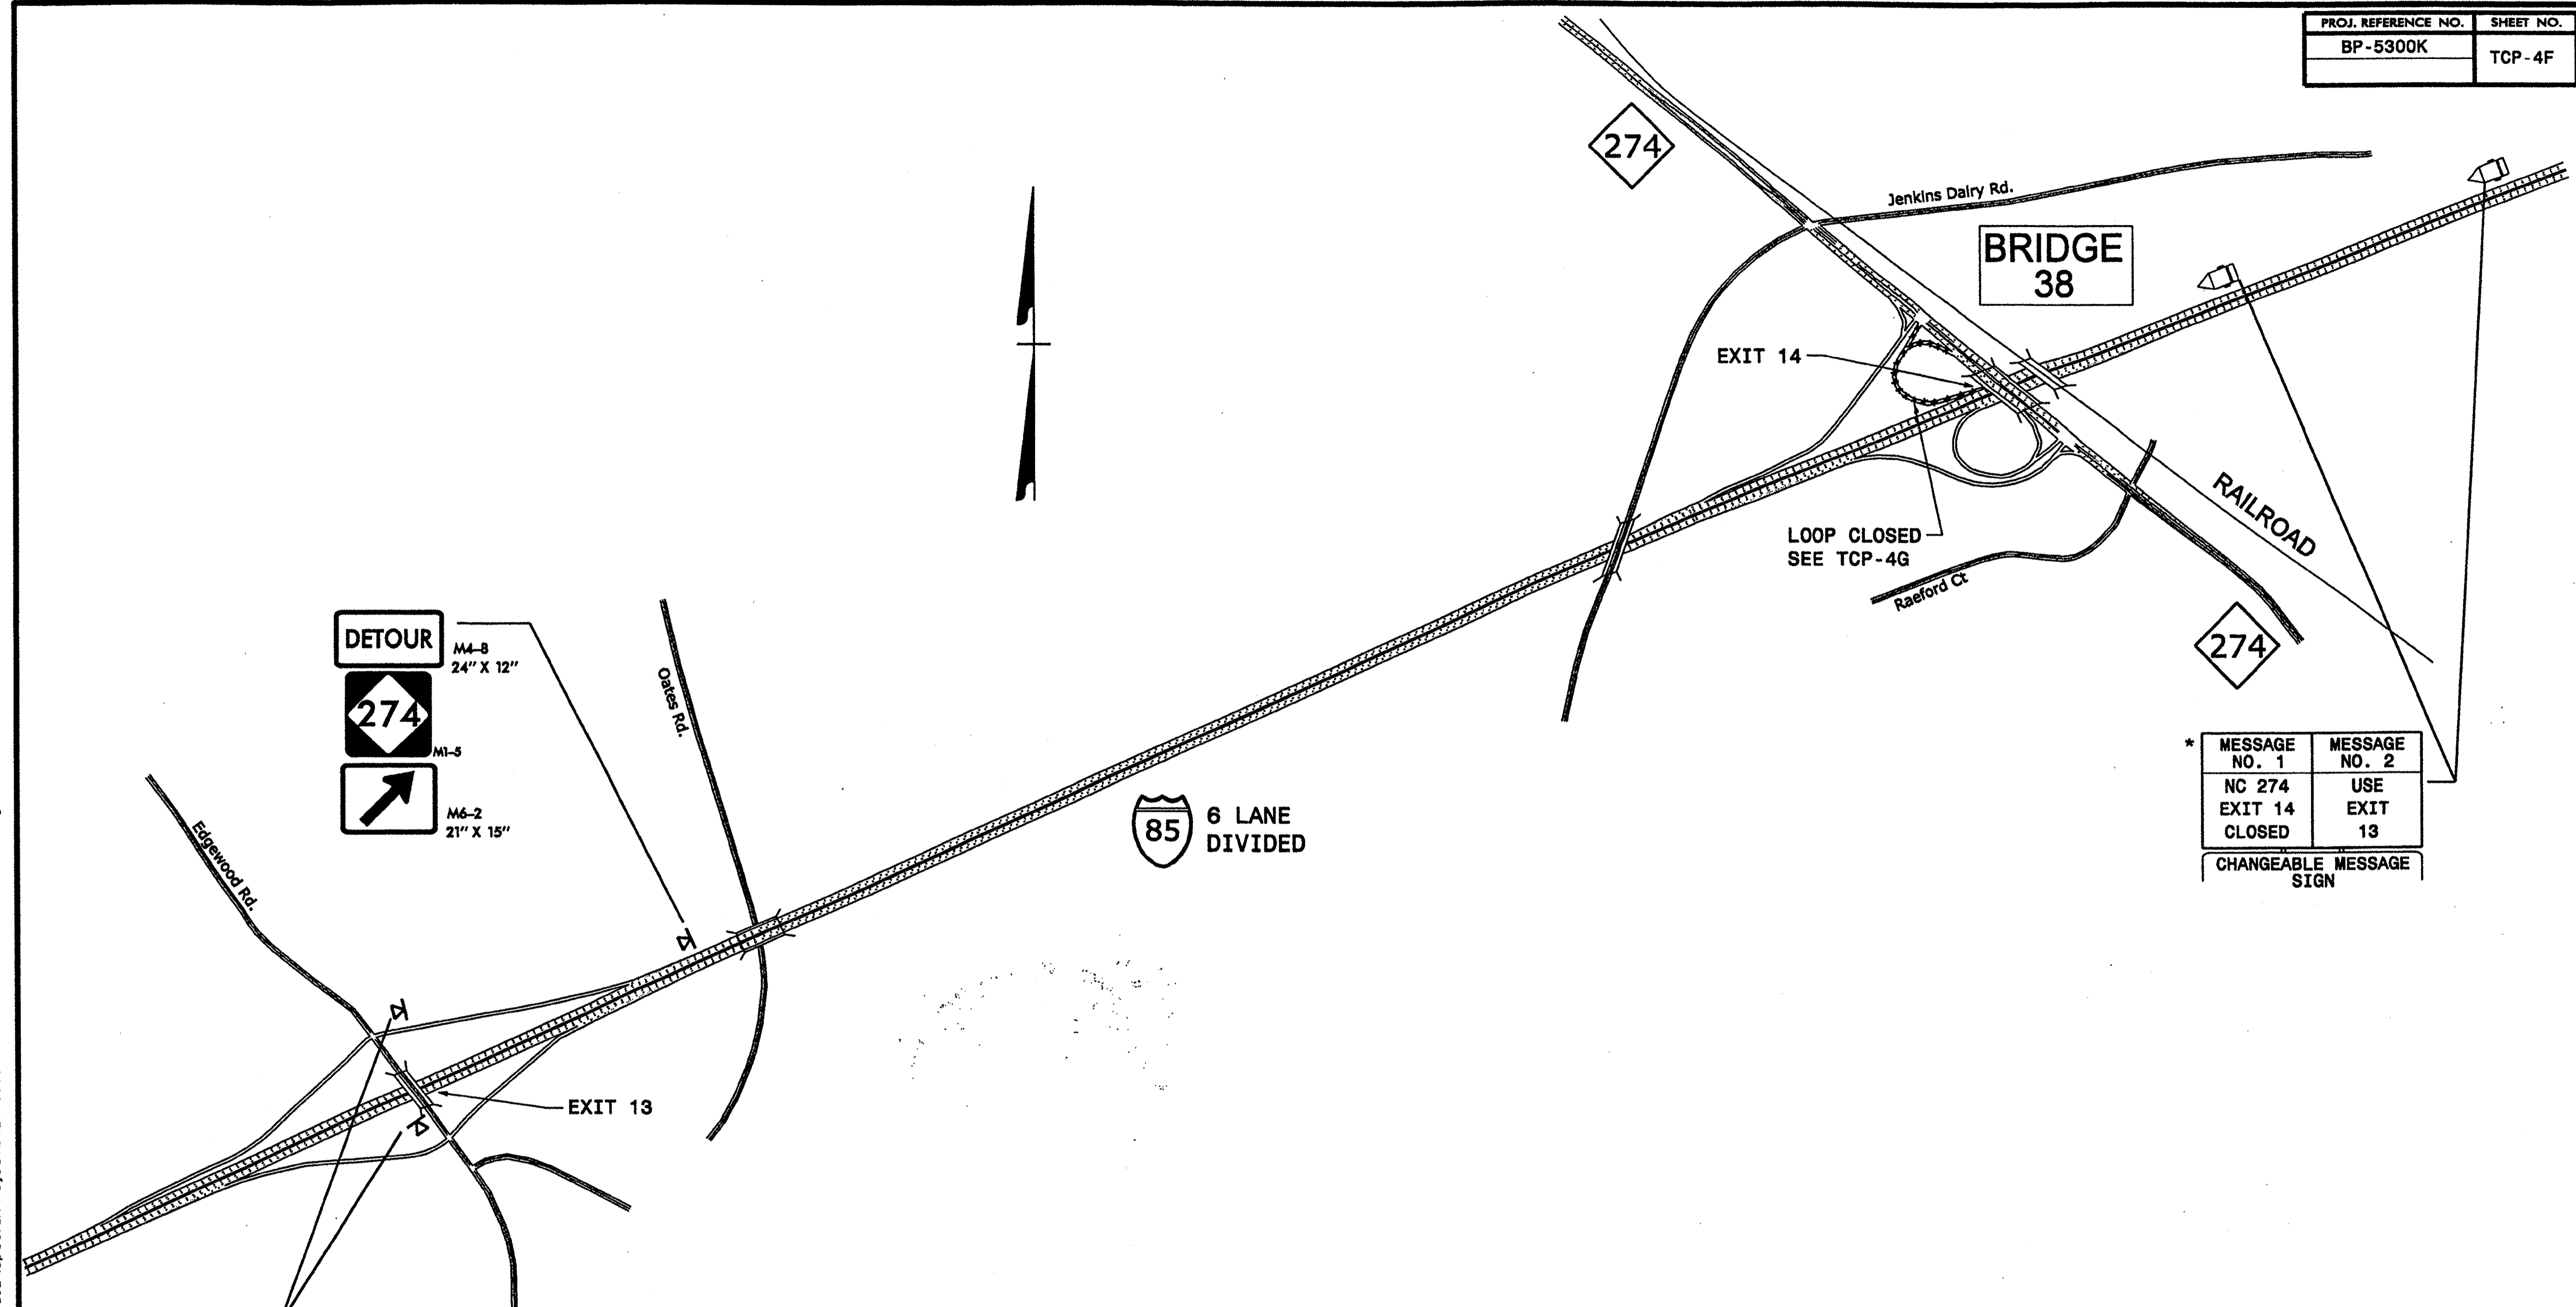 PROJ. REFERENCE NO.
SHEET NO.
BP-5300K
TCP-4F
274
Jenkins Dairy Rd.
BRIDGE
38
EXIT 14
RAILROAD
LOOP CLOSED
SEE TCP-4G
Raeford Ct
274
DETOUR
M4-8
24" X 12"
274
M1-5
M6-2
21" X 15"
Oates Rd.
Edgewood Rd.
85
6 LANE
DIVIDED
*
MESSAGE
NO. 1
MESSAGE
NO. 2
NC 274
EXIT 14
CLOSED
USE
EXIT
13
CHANGEABLE MESSAGE
SIGN
EXIT 13